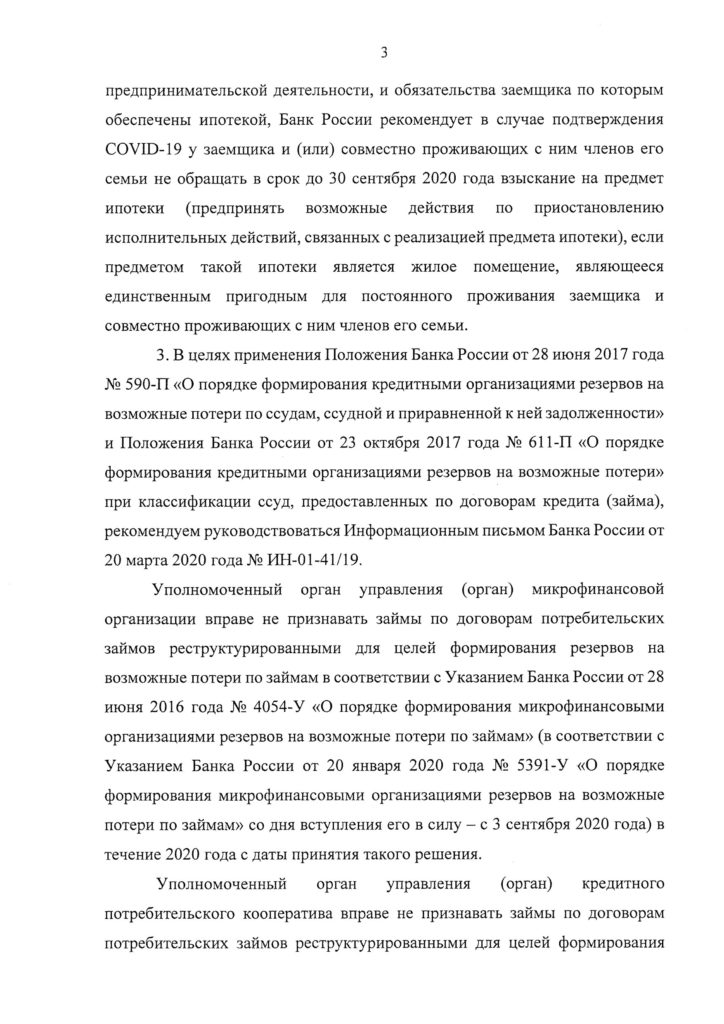 3
предпринимательской деятельности, и обязательства заемщика по которым
обеспечены ипотекой, Банк России рекомендует в случае подтверждения
COVID-19 у заемщика и (или) совместно проживающих с ним членов его
семьи не обращать в срок до 30 сентября 2020 года взыскание на предмет
ипотеки (предпринять возможные действия по приостановлению
исполнительных действий, связанных с реализацией предмета ипотеки), если
предметом такой ипотеки является жилое помещение, являющееся
единственным пригодным для постоянного проживания заемщика и
совместно проживающих с ним членов его семьи.
3. В целях применения Положения Банка России от 28 июня 2017 года
№ 590-П «О порядке формирования кредитными организациями резервов на
возможные потери по ссудам, ссудной и приравненной к ней задолженности»
и Положения Банка России от 23 октября 2017 года № 611-П «О порядке
формирования кредитными организациями резервов на возможные потери»
при классификации ссуд, предоставленных по договорам кредита (займа),
рекомендуем руководствоваться Информационным письмом Банка России от
20 марта 2020 года № ИН-01-41/19.
Уполномоченный орган управления (орган) микрофинансовой
организации вправе не признавать займы по договорам потребительских
займов реструктурированными для целей формирования резервов на
возможные потери по займам в соответствии с Указанием Банка России от 28
июня 2016 года № 4054-У «О порядке формирования микрофинансовыми
организациями резервов на возможные потери по займам» (в соответствии с
Указанием Банка России от 20 января 2020 года № 5391-У «О порядке
формирования микрофинансовыми организациями резервов на возможные
потери по займам» со дня вступления его в силу – с 3 сентября 2020 года) в
течение 2020 года с даты принятия такого решения.
Уполномоченный орган управления (орган) кредитного
потребительского кооператива вправе не признавать займы по договорам
потребительских займов реструктурированными для целей формирования